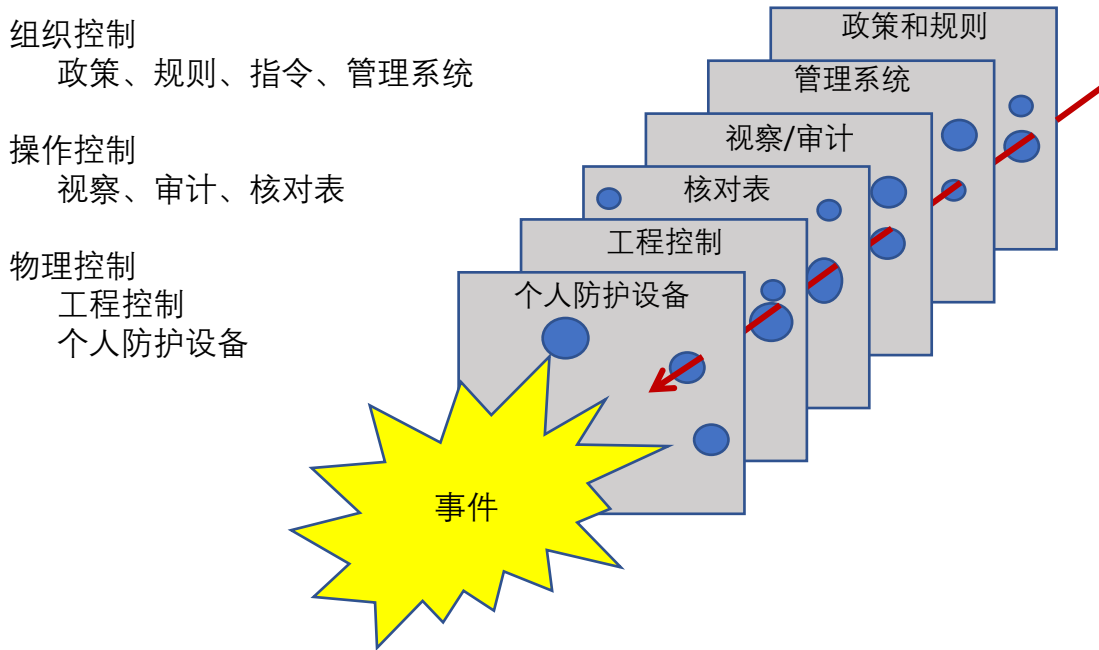 组织控制
政策、规则、指令、管理系统
操作控制
视察、审计、核对表
物理控制
工程控制
个人防护设备
政策和规则
管理系统
视察/审计
核对表
工程控制
个人防护设备
事件